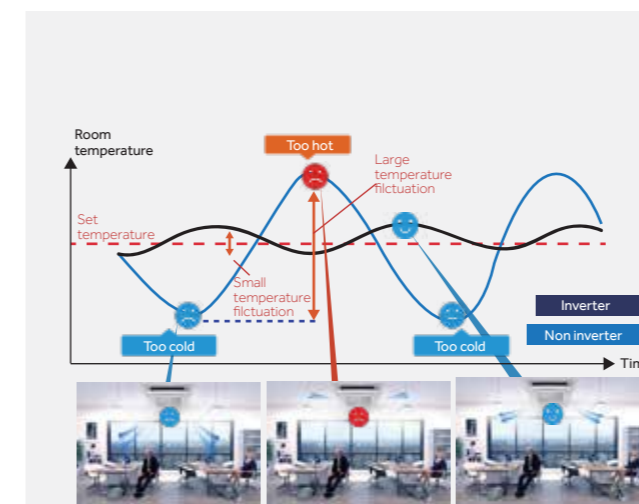 Room
temperature
Too hot
Large
temperature
filctuation
Set
temperature
Small
temperature
filctuation
Too cold
Too cold
Inverter
Non inverter
Tim